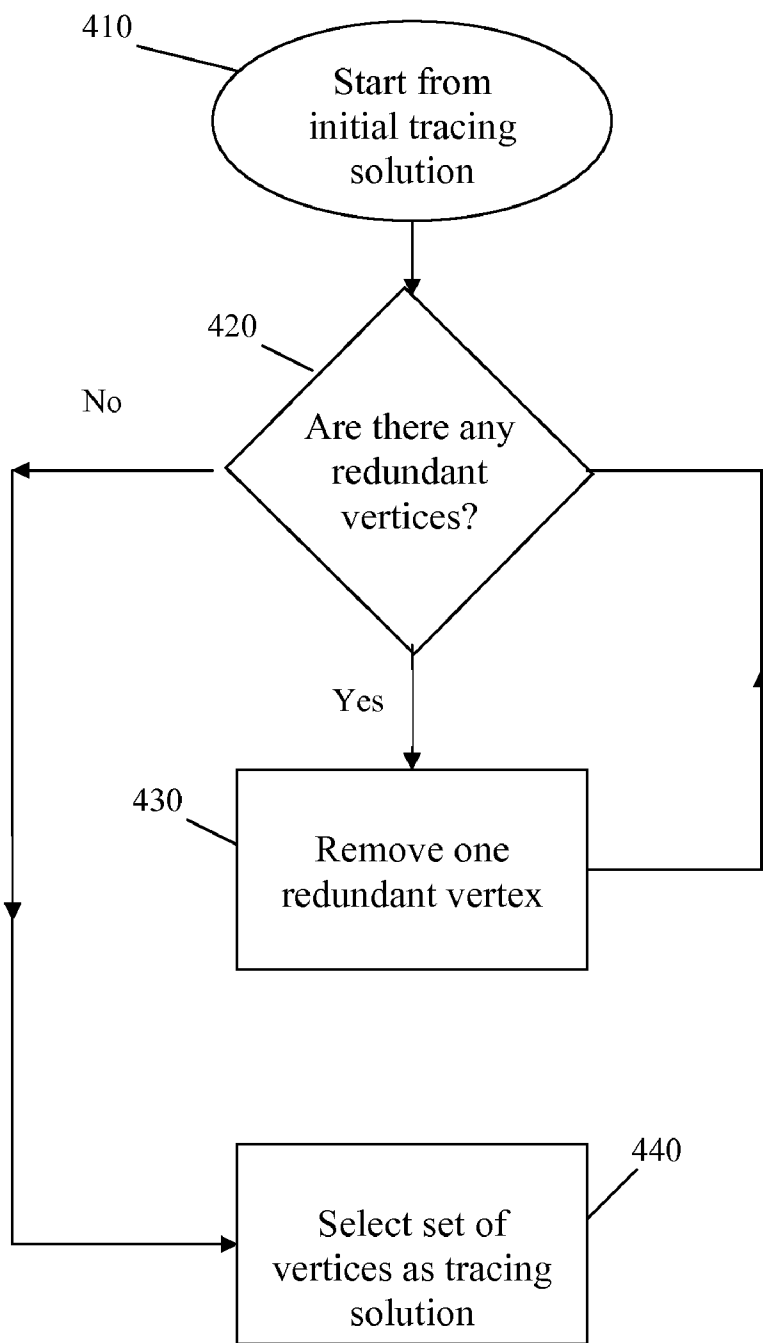 410
Start from
initial tracing
solution
420
No
Are there any
redundant
vertices?
Yes
430
Remove one
redundant vertex
440
Select set of
vertices as tracing
solution